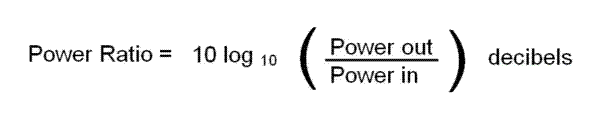 Power Ratio = 10 log 10 ( Power out / Power in ) decibels